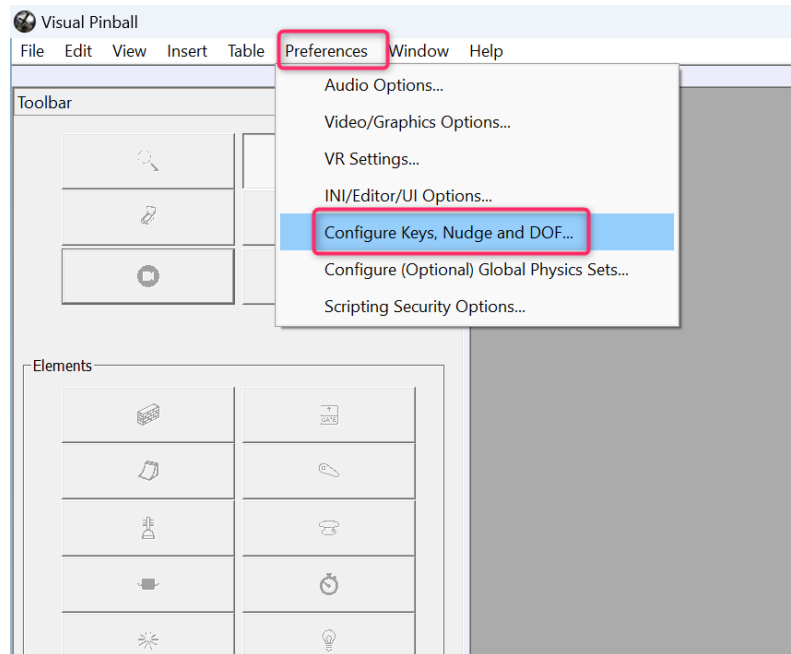 Visual Pinball
File Edit View Insert Table Preferences Window Help
Toolbar
Audio Options...
Video/Graphics Options...
VR Settings...
INI/Editor/UI Options...
Configure Keys, Nudge and DOF...
Configure (Optional) Global Physics Sets...
Scripting Security Options...
Elements
GATE